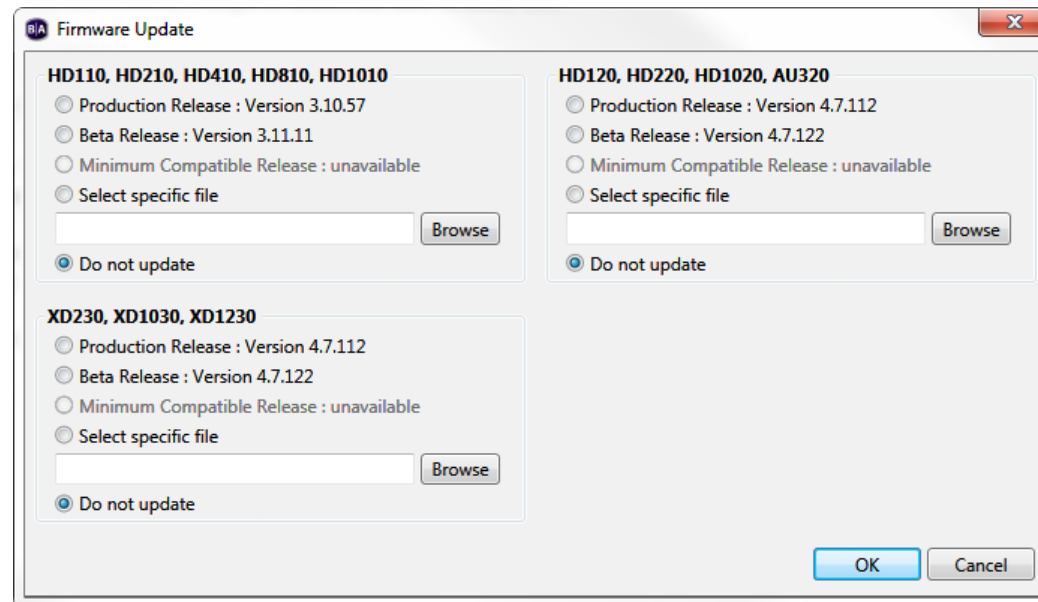 B|A Firmware Update
HD110, HD210, HD410, HD810, HD1010
Production Release : Version 3.10.57
Beta Release : Version 3.11.11
Minimum Compatible Release : unavailable
Select specific file
Browse
Do not update
HD120, HD220, HD1020, AU320
Production Release : Version 4.7.112
Beta Release : Version 4.7.122
Minimum Compatible Release : unavailable
Select specific file
Browse
Do not update
XD230, XD1030, XD1230
Production Release : Version 4.7.112
Beta Release : Version 4.7.122
Minimum Compatible Release : unavailable
Select specific file
Browse
Do not update
OK Cancel